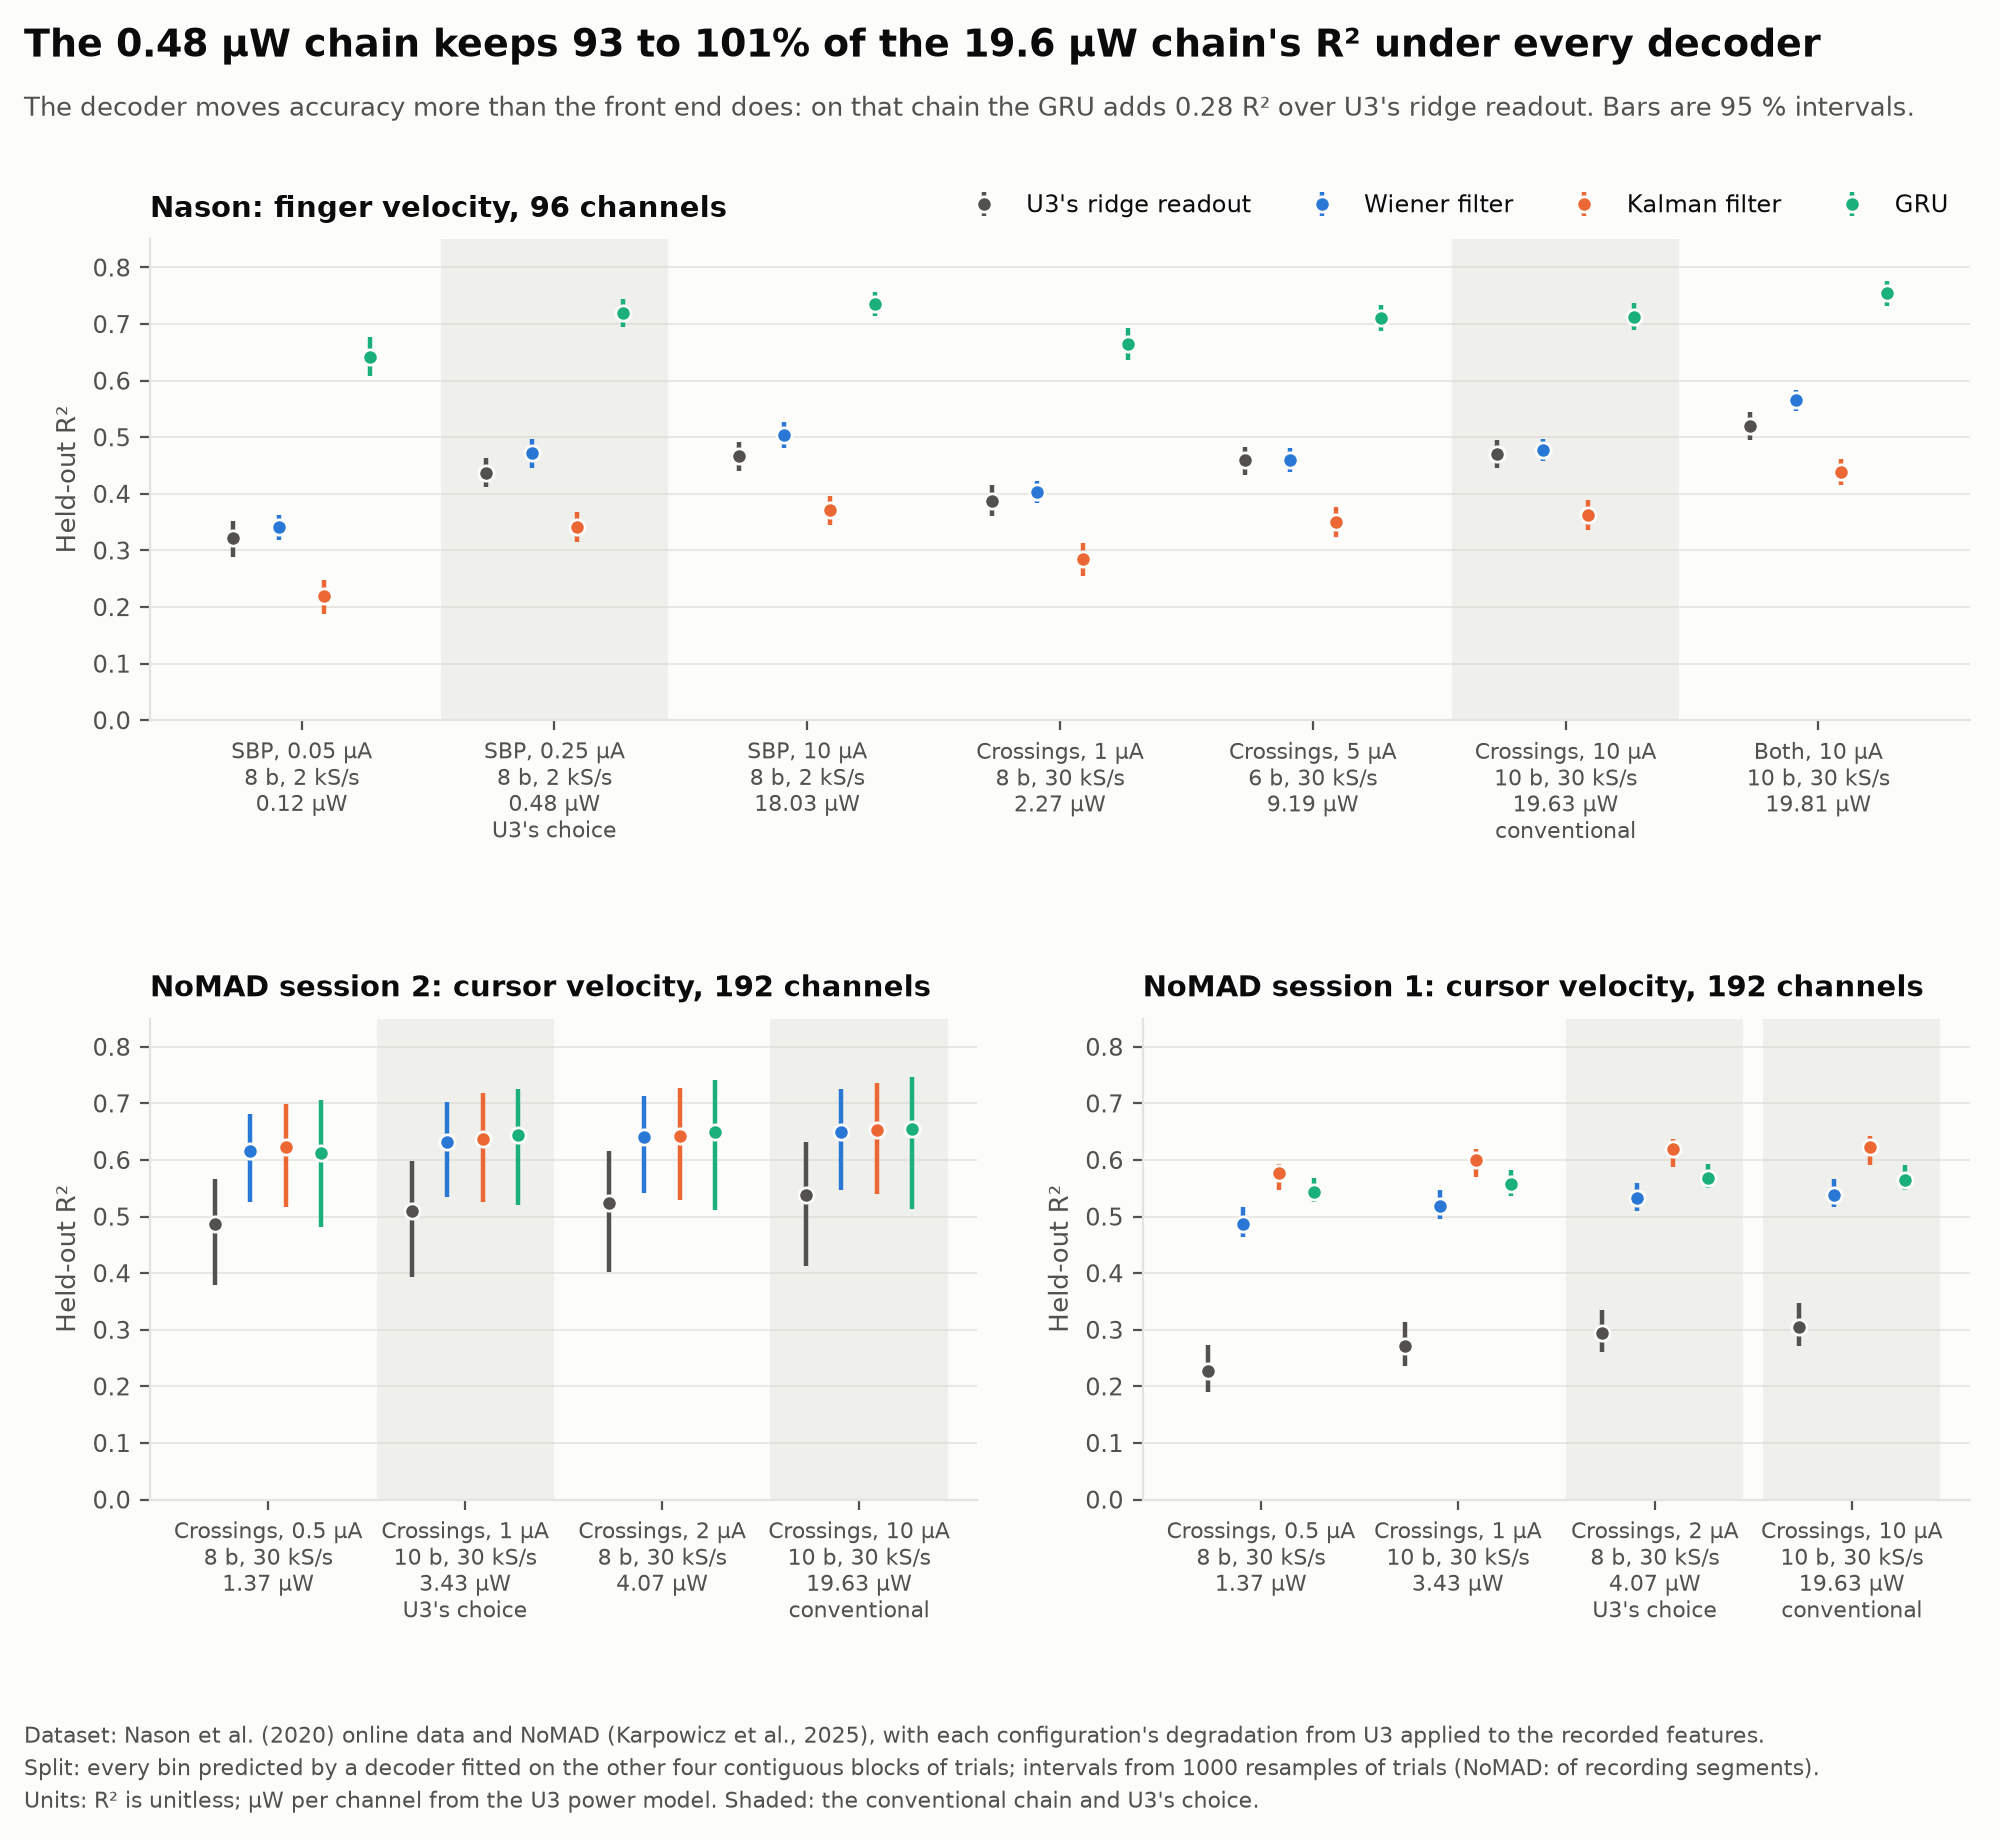 The 0.48 µW chain keeps 93 to 101% of the 19.6 µW chain's R² under every decoder
The decoder moves accuracy more than the front end does: on that chain the GRU adds 0.28 R² over U3's ridge readout. Bars are 95 % intervals.
Nason: finger velocity, 96 channels
U3's ridge readout
Wiener filter
Kalman filter
GRU
Held-out R²
0.8
0.7
0.6
0.5
0.4
0.3
0.2
0.1
0.0
SBP, 0.05 µA
8 b, 2 kS/s
0.12 µW
SBP, 0.25 µA
8 b, 2 kS/s
0.48 µW
U3's choice
SBP, 10 µA
8 b, 2 kS/s
18.03 µW
Crossings, 1 µA
8 b, 30 kS/s
2.27 µW
Crossings, 5 µA
6 b, 30 kS/s
9.19 µW
Crossings, 10 µA
10 b, 30 kS/s
19.63 µW
conventional
Both, 10 µA
10 b, 30 kS/s
19.81 µW
NoMAD session 2: cursor velocity, 192 channels
Held-out R²
0.8
0.7
0.6
0.5
0.4
0.3
0.2
0.1
0.0
Crossings, 0.5 µA
8 b, 30 kS/s
1.37 µW
Crossings, 1 µA
10 b, 30 kS/s
3.43 µW
U3's choice
Crossings, 2 µA
8 b, 30 kS/s
4.07 µW
Crossings, 10 µA
10 b, 30 kS/s
19.63 µW
conventional
NoMAD session 1: cursor velocity, 192 channels
Held-out R²
0.8
0.7
0.6
0.5
0.4
0.3
0.2
0.1
0.0
Crossings, 0.5 µA
8 b, 30 kS/s
1.37 µW
Crossings, 1 µA
10 b, 30 kS/s
3.43 µW
Crossings, 2 µA
8 b, 30 kS/s
4.07 µW
U3's choice
Crossings, 10 µA
10 b, 30 kS/s
19.63 µW
conventional
Dataset: Nason et al. (2020) online data and NoMAD (Karpowicz et al., 2025), with each configuration's degradation from U3 applied to the recorded features.
Split: every bin predicted by a decoder fitted on the other four contiguous blocks of trials; intervals from 1000 resamples of trials (NoMAD: of recording segments).
Units: R² is unitless; µW per channel from the U3 power model. Shaded: the conventional chain and U3's choice.